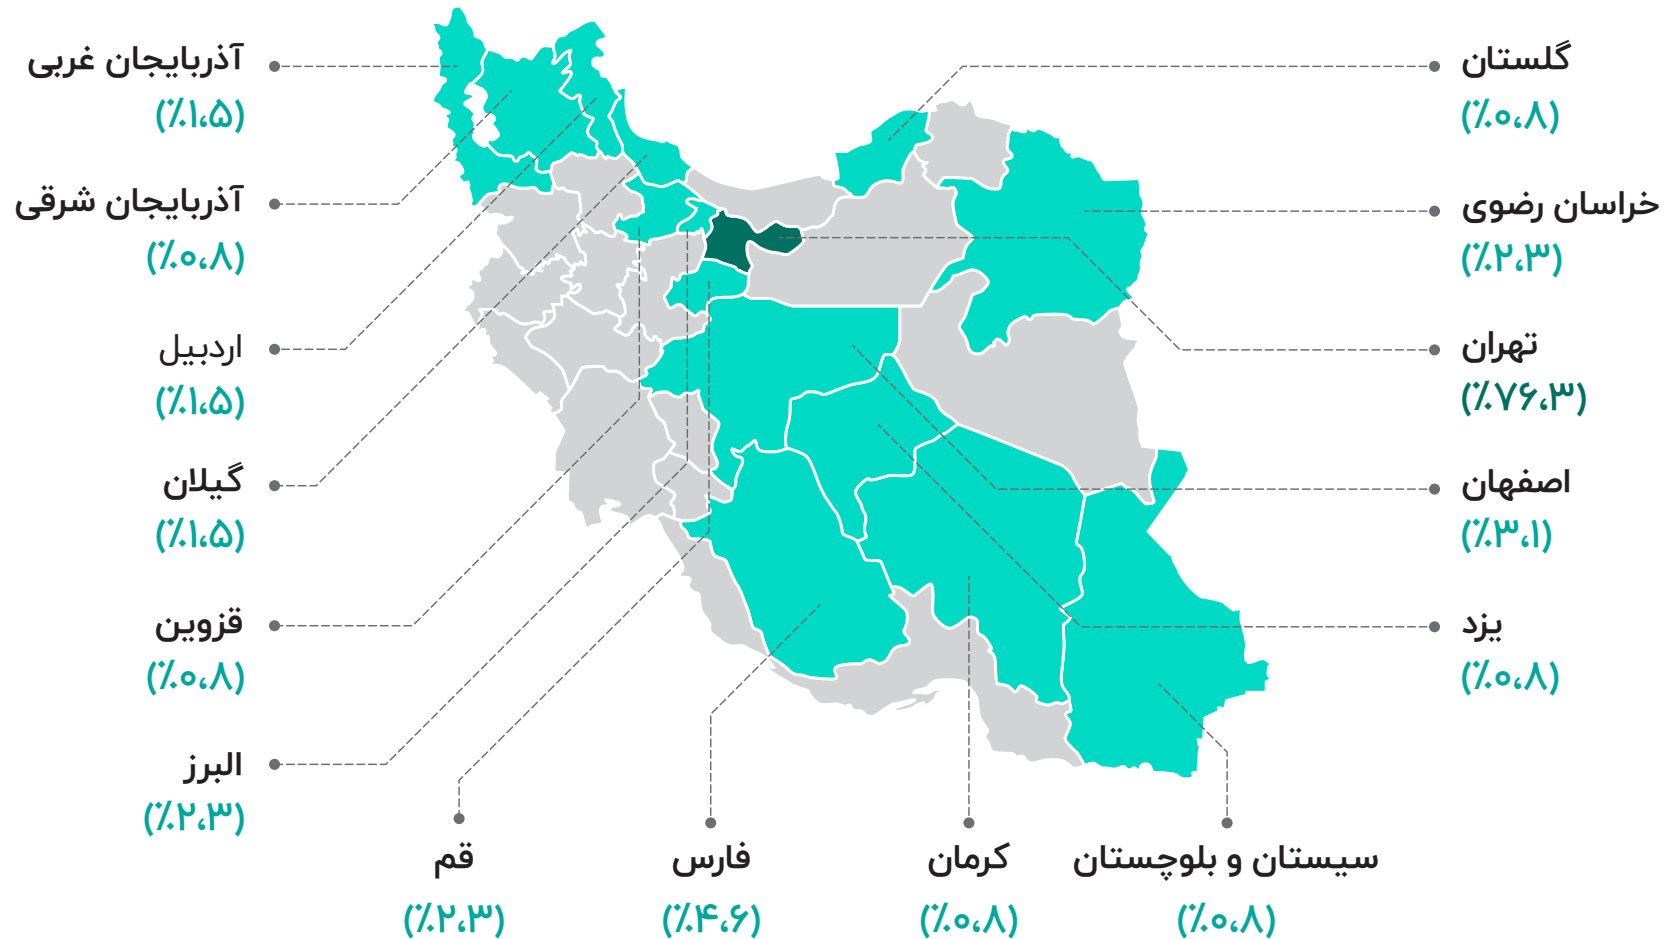 گلستان
(٪۰،۸)
خراسان رضوی
(٪۲،۳)
تهران
(٪۷۶،۳)
اصفهان
(٪۳،۱)
یزد
(٪۰،۸)
آذربایجان غربی
(٪۱،۵)
آذربایجان شرقی
(٪۰،۸)
اردبیل
(٪۱،۵)
گیلان
(٪۱،۵)
قزوین
(٪۰،۸)
البرز
(٪۲،۳)
سیستان و بلوچستان
(٪۰،۸)
کرمان
(٪۰،۸)
فارس
(٪۴،۶)
قم
(٪۲،۳)